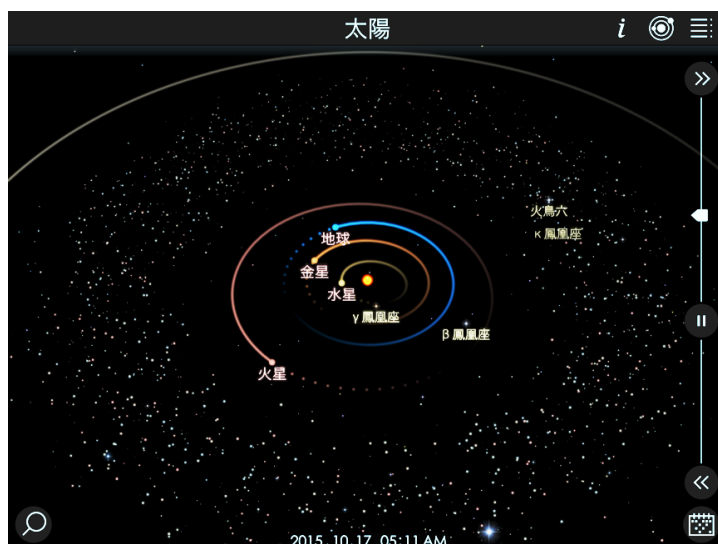 太陽
i
火鳥六
κ 鳳凰座
地球
金星
水星
γ 鳳凰座
β 鳳凰座
火星
2015. 10. 17 05:11 AM